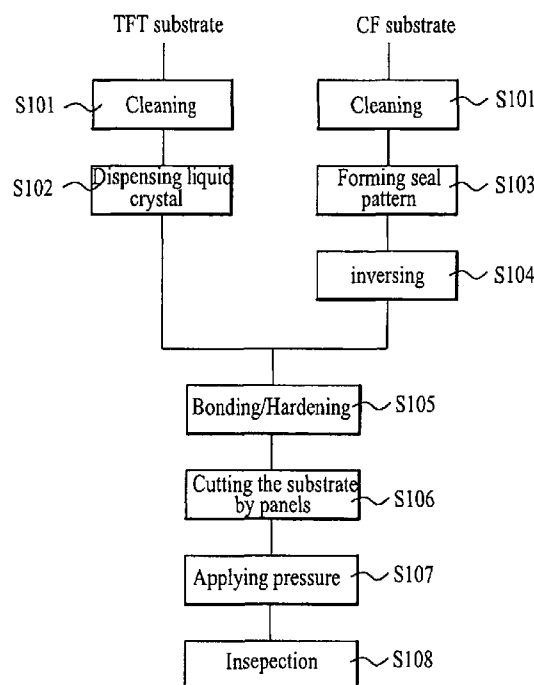 TFT substrate
CF substrate
S101
Cleaning
Cleaning
S101
S102
Dispensing liquid
crystal
Forming seal
pattern
S103
inversing
S104
Bonding/Hardening
S105
Cutting the substrate
by panels
S106
Applying pressure
S107
Insepection
S108